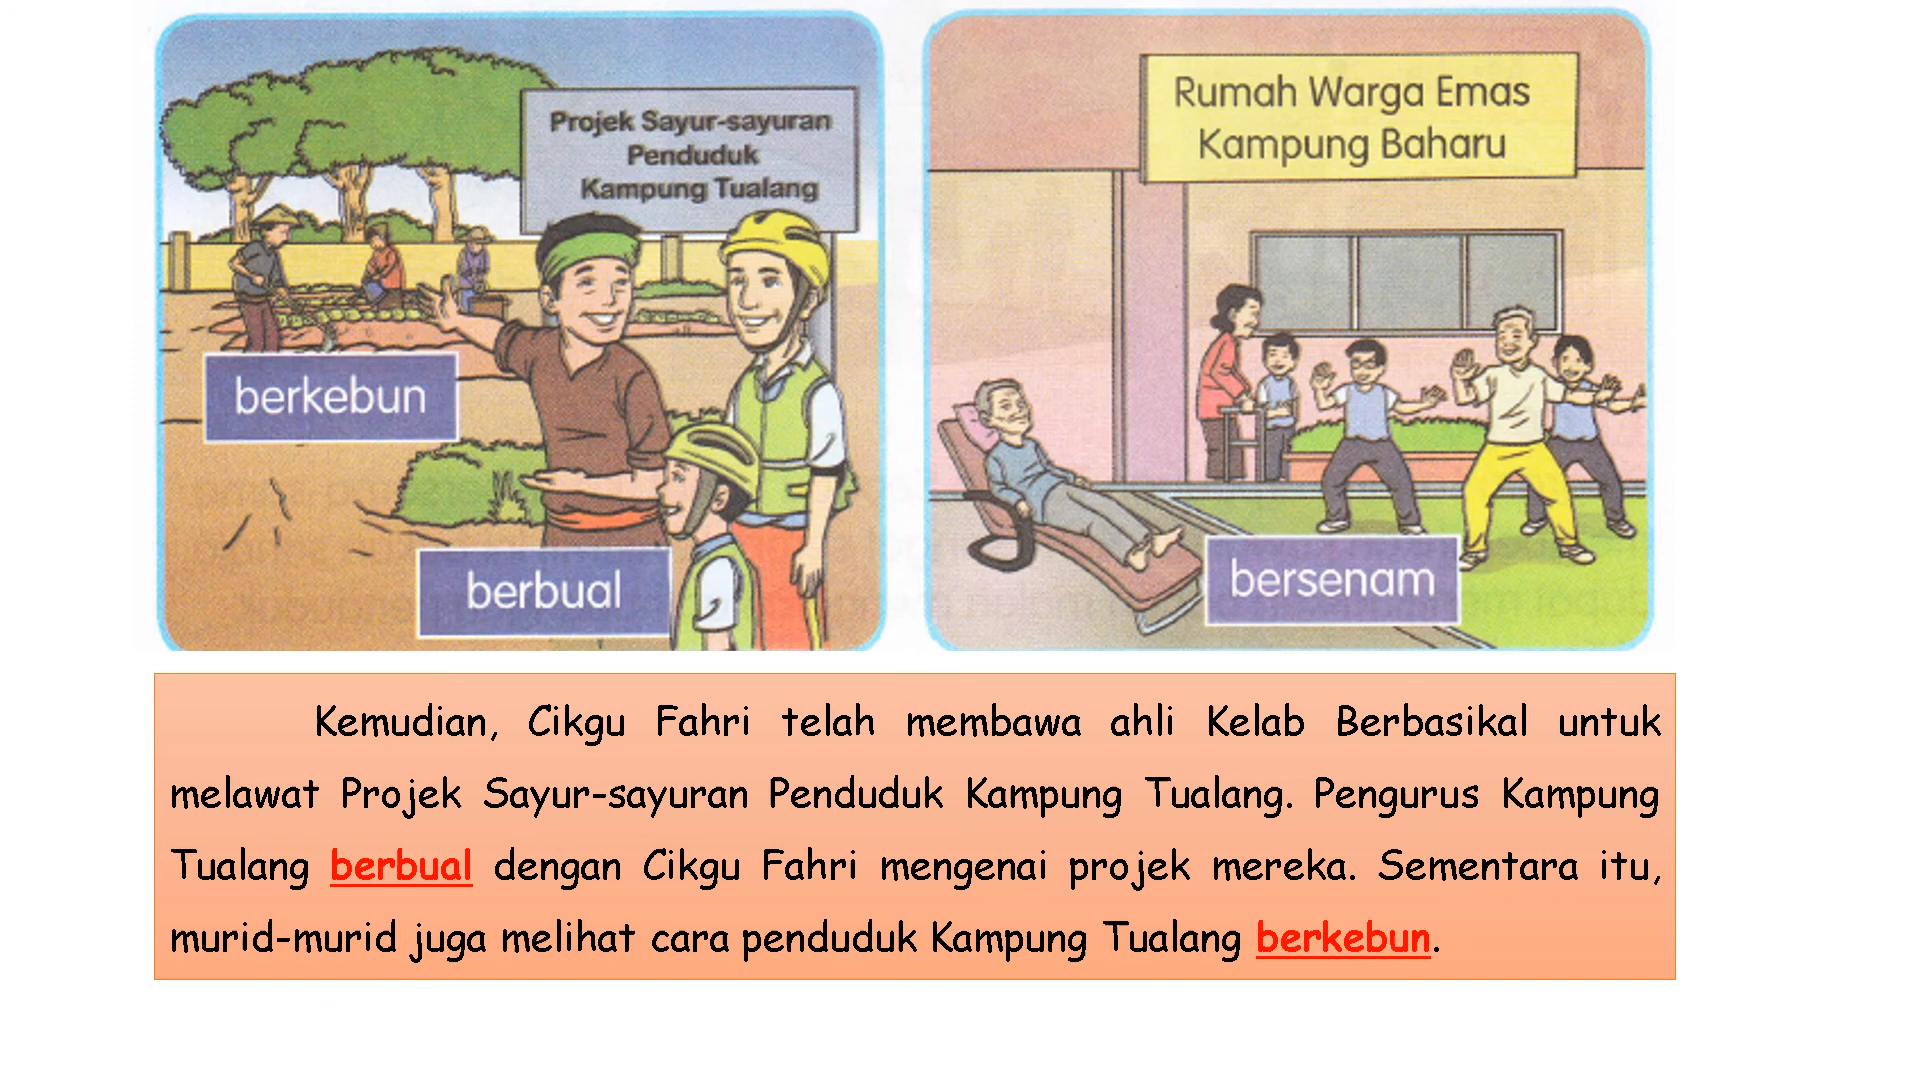 Projek Sayur-sayuran
Penduduk
Kampung Tualang
berkebun
berbual
Rumah Warga Emas
Kampung Baharu
bersenam
Kemudian, Cikgu Fahri telah membawa ahli Kelab Berbasikal untuk
melawat Projek Sayur-sayuran Penduduk Kampung Tualang. Pengurus Kampung
Tualang berbual dengan Cikgu Fahri mengenai projek mereka. Sementara itu,
murid-murid juga melihat cara penduduk Kampung Tualang berkebun.